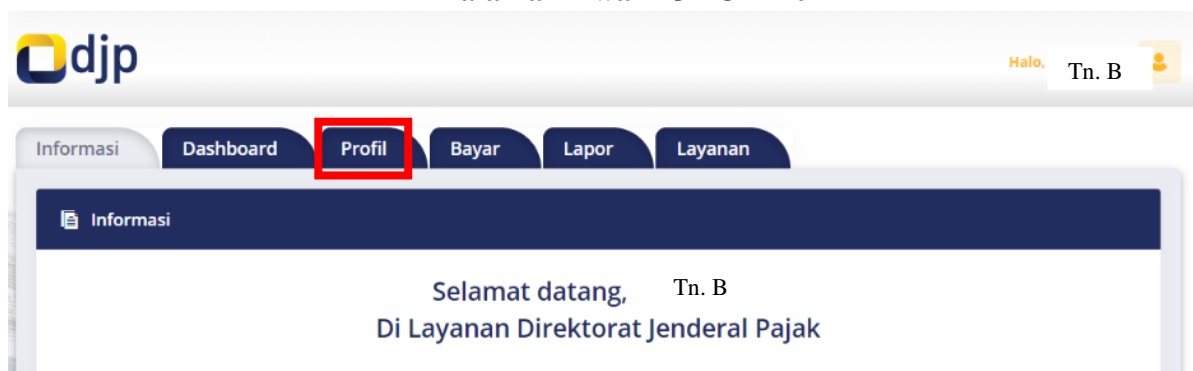 djp
Halo, Tn. B
Informasi Dashboard Profil Bayar Lapor Layanan
Informasi
Selamat datang, Tn. B
Di Layanan Direktorat Jenderal Pajak